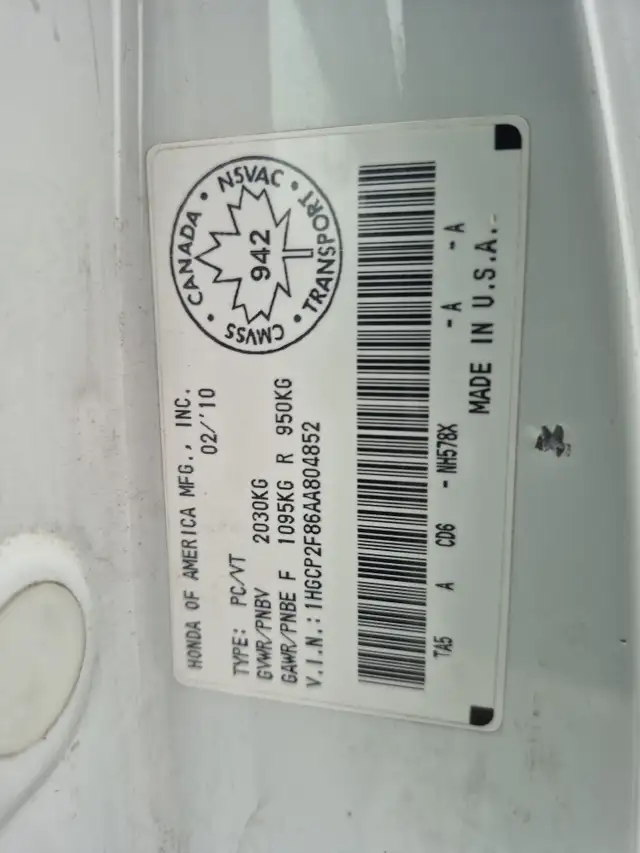 HONDA OF AMERICA MFG., INC.
02/'10
TYPE: PC/VT
GVWR/PNBV 2030KG
GAWR/PNBE F 1095KG R 950KG
V.I.N.: 1HGCP2F86AA804852
CANADA • NSVAC • TRANSPORT • CMVSS •
942
TA5 A CD6 - NH578X - A - A
MADE IN U.S.A.